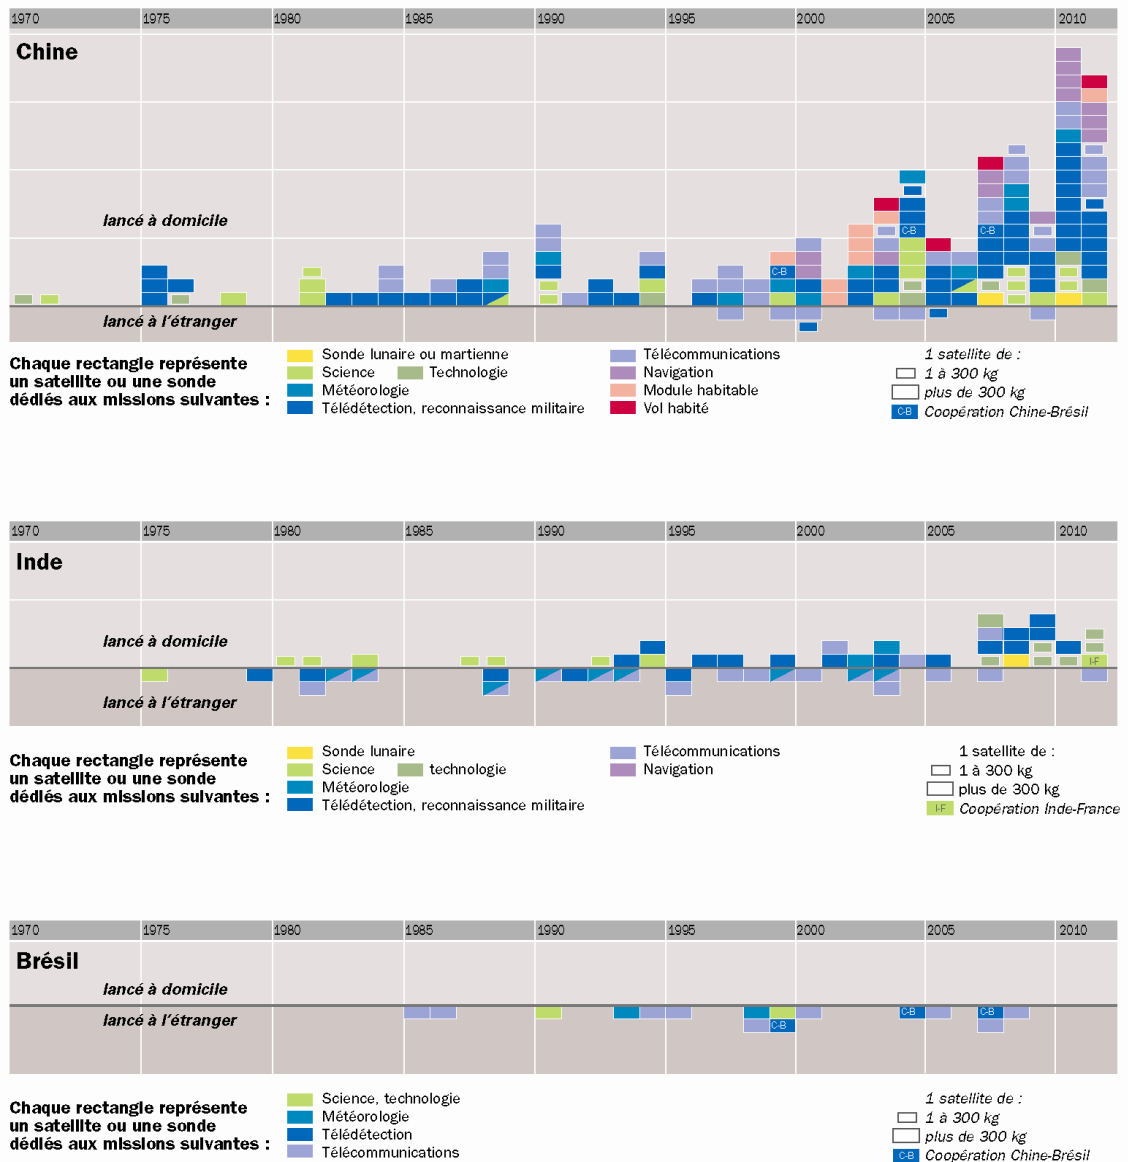 1970 1975 1980 1985 1990 1995 2000 2005 2010
Chine
lancé à domicile
lancé à l'étranger
C-B
C-B
C-B
Chaque rectangle représente
un satellite ou une sonde
dédiés aux missions suivantes :
Sonde lunaire ou martienne
Science
Technologie
Météorologie
Télédétection, reconnaissance militaire
Télécommunications
Navigation
Module habitable
Vol habité
1 satellite de :
1 à 300 kg
plus de 300 kg
C-B Coopération Chine-Brésil
1970 1975 1980 1985 1990 1995 2000 2005 2010
Inde
lancé à domicile
I-F
lancé à l'étranger
Chaque rectangle représente
un satellite ou une sonde
dédiés aux missions suivantes :
Sonde lunaire
Science
technologie
Météorologie
Télédétection, reconnaissance militaire
Télécommunications
Navigation
1 satellite de :
1 à 300 kg
plus de 300 kg
I-F Coopération Inde-France
1970 1975 1980 1985 1990 1995 2000 2005 2010
Brésil
lancé à domicile
lancé à l'étranger
C-B
C-B
C-B
Chaque rectangle représente
un satellite ou une sonde
dédiés aux missions suivantes :
Science, technologie
Météorologie
Télédétection
Télécommunications
1 satellite de :
1 à 300 kg
plus de 300 kg
C-B Coopération Chine-Brésil